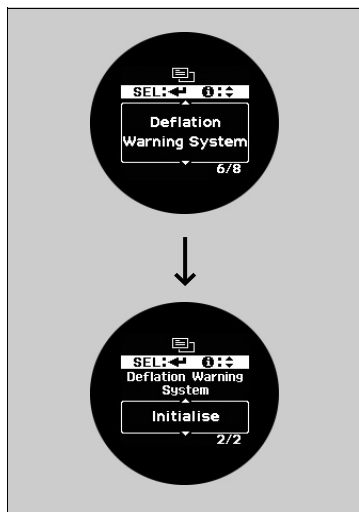 SEL:↵ i:⬍
Deflation
Warning System
6/8
SEL:↵ i:⬍
Deflation Warning
System
Initialise
2/2